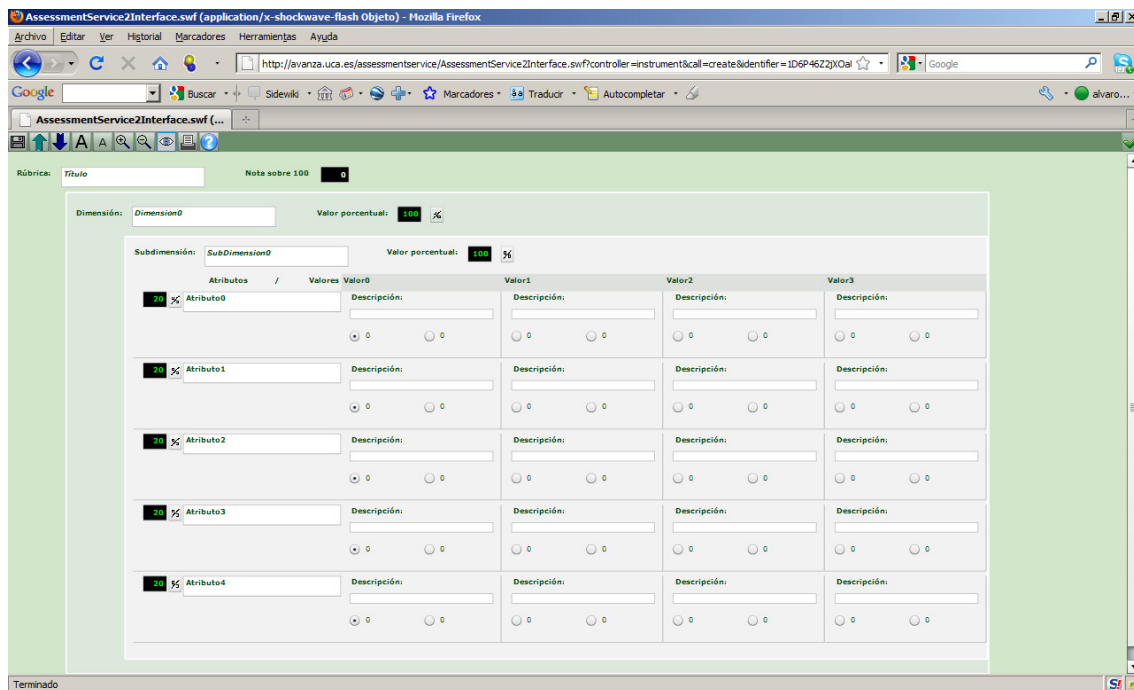 AssessmentService2Interface.swf (application/x-shockwave-flash Objeto) - Mozilla Firefox
Archivo Editar Ver Historial Marcadores Herramientas Ayuda
http://avanza.uca.es/assessmentservice/AssessmentService2Interface.swf?controller=instrument&call=create&identifier=1D6P46Z2jXOal Google
Google Buscar Sidewiki Marcadores Traducir Autocompletar alvaro...
AssessmentService2Interface.swf (...
A A
Rúbrica: Título Nota sobre 100 0
Dimensión: Dimension0 Valor porcentual: 100 %
Subdimensión: SubDimension0 Valor porcentual: 100 %
Atributos / Valores Valor0 Valor1 Valor2 Valor3
20 % Atributo0 Descripción: Descripción: Descripción: Descripción:
0 0 0 0 0 0 0 0
20 % Atributo1 Descripción: Descripción: Descripción: Descripción:
0 0 0 0 0 0 0 0
20 % Atributo2 Descripción: Descripción: Descripción: Descripción:
0 0 0 0 0 0 0 0
20 % Atributo3 Descripción: Descripción: Descripción: Descripción:
0 0 0 0 0 0 0 0
20 % Atributo4 Descripción: Descripción: Descripción: Descripción:
0 0 0 0 0 0 0 0
Terminado